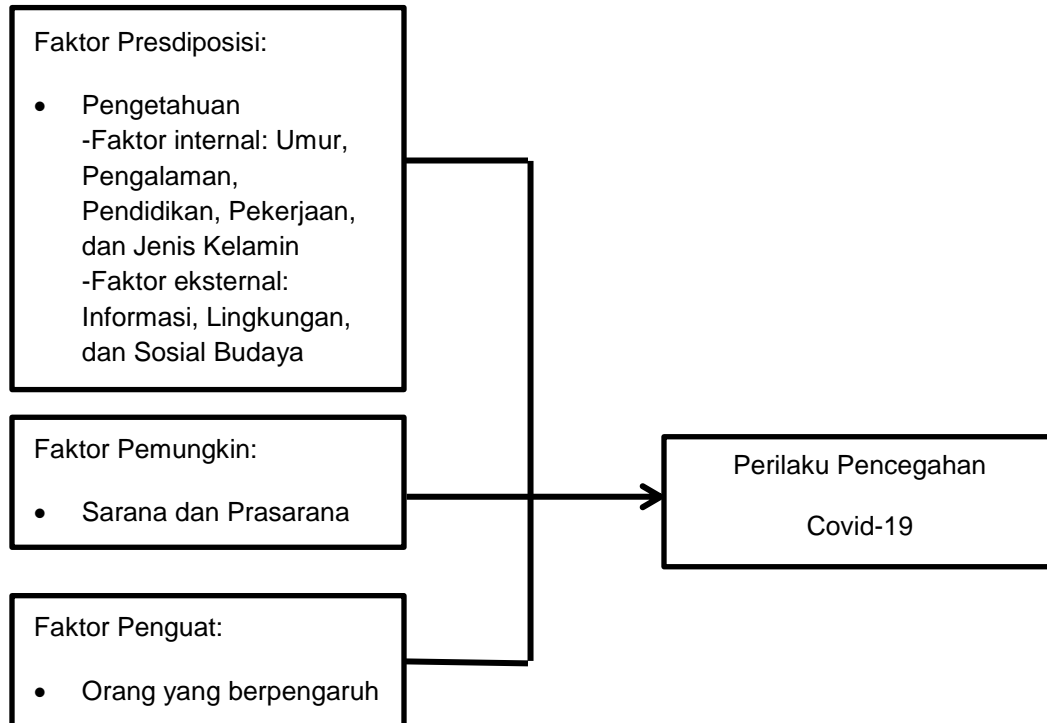 Faktor Presdiposisi:
• Pengetahuan
-Faktor internal: Umur,
Pengalaman,
Pendidikan, Pekerjaan,
dan Jenis Kelamin
-Faktor eksternal:
Informasi, Lingkungan,
dan Sosial Budaya
Faktor Pemungkin:
• Sarana dan Prasarana
Faktor Penguat:
• Orang yang berpengaruh
Perilaku Pencegahan
Covid-19